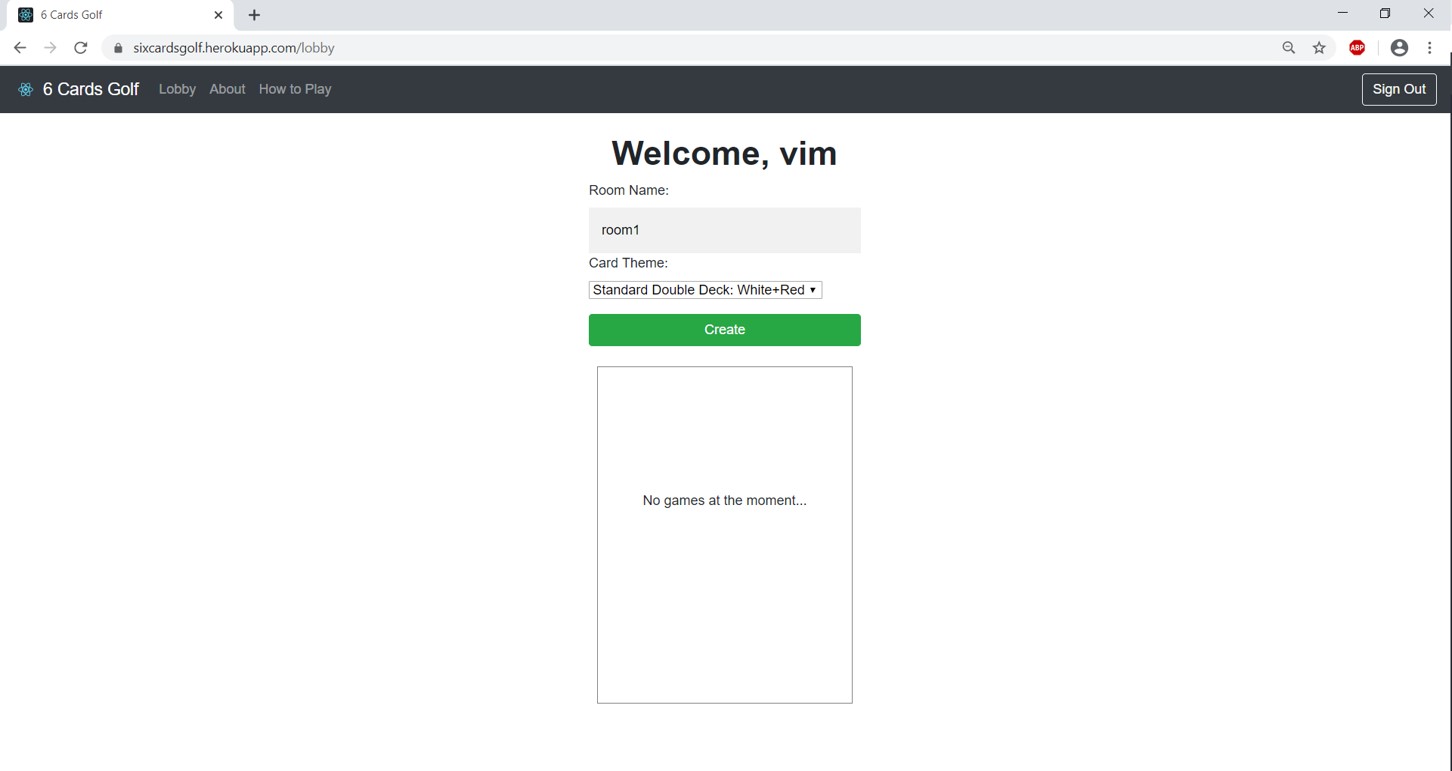 6 Cards Golf
sixcardsgolf.herokuapp.com/lobby
ABP
6 Cards Golf Lobby About How to Play Sign Out
Welcome, vim
Room Name:
room1
Card Theme:
Standard Double Deck: White+Red
Create
No games at the moment...